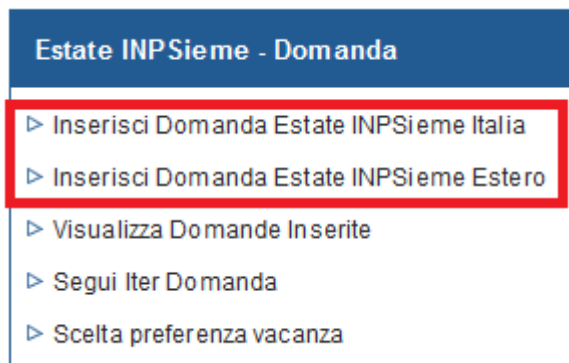 Estate INPSieme - Domanda
Inserisci Domanda Estate INPSieme Italia
Inserisci Domanda Estate INPSieme Estero
Visualizza Domande Inserite
Segui Iter Domanda
Scelta preferenza vacanza